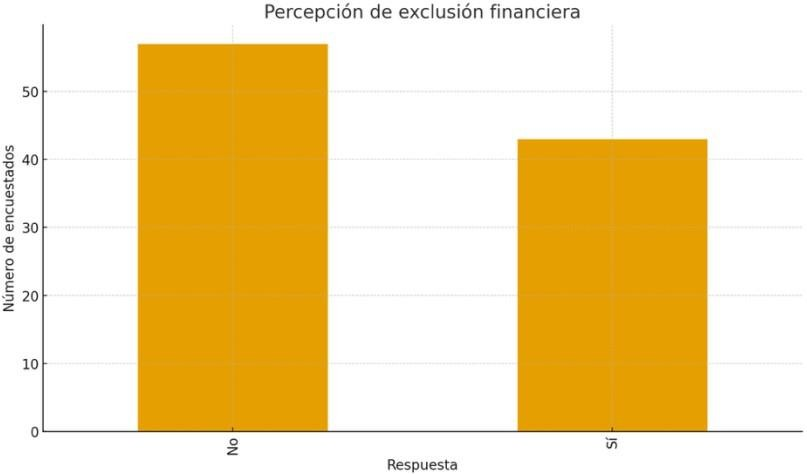 Percepción de exclusión financiera
Número de encuestados
50
40
30
20
10
0
No
Sí
Respuesta